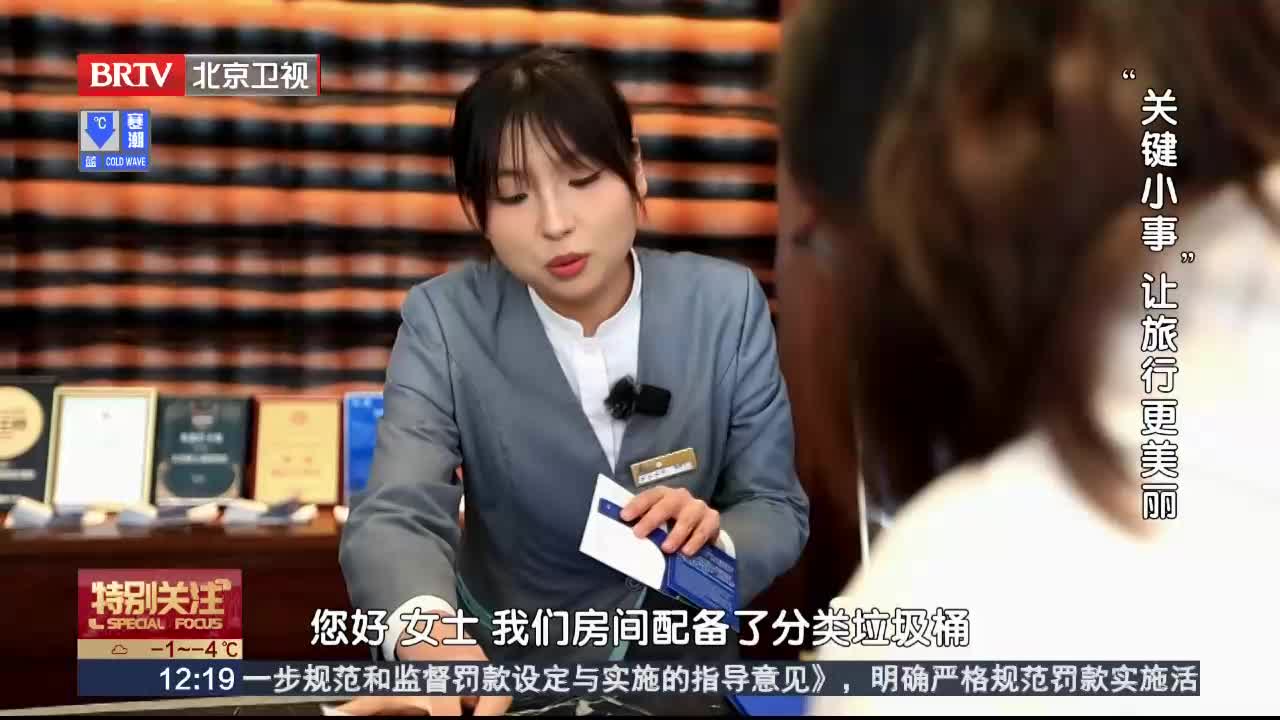 BRTV 北京卫视
℃ 寒潮
蓝 COLD WAVE
“关键小事”让旅行更美丽
特别关注
SPECIAL FOCUS
-1~-4℃
您好 女士 我们房间配备了分类垃圾桶
12:19 一步规范和监督罚款设定与实施的指导意见》，明确严格规范罚款实施活